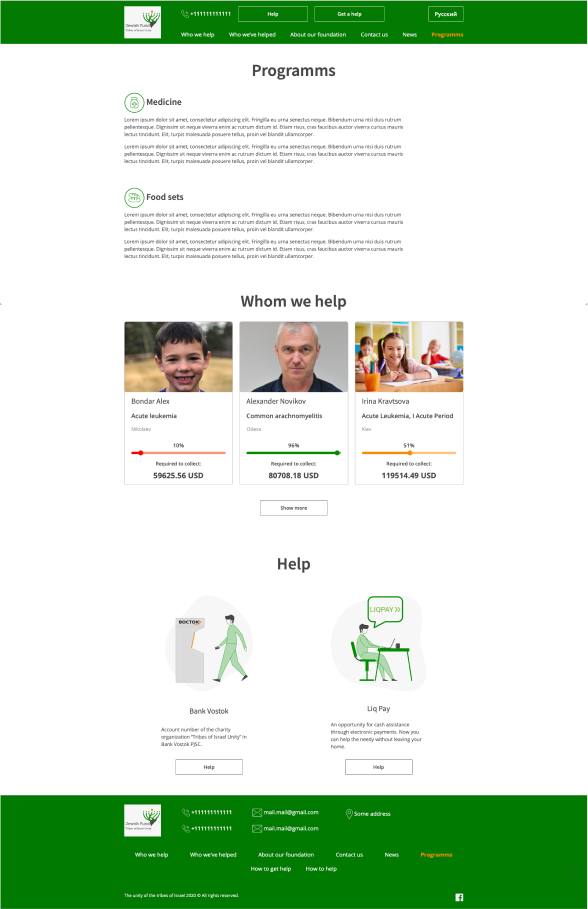 Jewish Fund
"Tribes of Israel Unity"
+111111111111
Help
Get a help
Русский
Who we help
Who we've helped
About our foundation
Contact us
News
Programms
Programms
Medicine
Lorem ipsum dolor sit amet, consectetur adipiscing elit. Fringilla eu urna senectus neque. Bibendum urna nisi duis rutrum
pellentesque. Dignissim sit neque viverra enim ac rutrum dictum id. Etiam risus, cras faucibus auctor viverra cursus mauris
lectus tincidunt. Elit, turpis malesuada posuere tellus, proin vel blandit ullamcorper.
Lorem ipsum dolor sit amet, consectetur adipiscing elit. Fringilla eu urna senectus neque. Bibendum urna nisi duis rutrum
pellentesque. Dignissim sit neque viverra enim ac rutrum dictum id. Etiam risus, cras faucibus auctor viverra cursus mauris
lectus tincidunt. Elit, turpis malesuada posuere tellus, proin vel blandit ullamcorper.
Food sets
Lorem ipsum dolor sit amet, consectetur adipiscing elit. Fringilla eu urna senectus neque. Bibendum urna nisi duis rutrum
pellentesque. Dignissim sit neque viverra enim ac rutrum dictum id. Etiam risus, cras faucibus auctor viverra cursus mauris
lectus tincidunt. Elit, turpis malesuada posuere tellus, proin vel blandit ullamcorper.
Lorem ipsum dolor sit amet, consectetur adipiscing elit. Fringilla eu urna senectus neque. Bibendum urna nisi duis rutrum
pellentesque. Dignissim sit neque viverra enim ac rutrum dictum id. Etiam risus, cras faucibus auctor viverra cursus mauris
lectus tincidunt. Elit, turpis malesuada posuere tellus, proin vel blandit ullamcorper.
Whom we help
Bondar Alex
Acute leukemia
Nikolaev
10%
Required to collect:
59625.56 USD
Alexander Novikov
Common arachnomyelitis
Odesa
96%
Required to collect:
80708.18 USD
Irina Kravtsova
Acute Leukemia, I Acute Period
Kiev
51%
Required to collect:
119514.49 USD
Show more
Help
ВОСТОК
Bank Vostok
Account number of the charity
organization "Tribes of Israel Unity" in
Bank Vostok PJSC.
Help
LIQPAY
Liq Pay
An opportunity for cash assistance
through electronic payments. Now you
can help the needy without leaving your
home.
Help
Jewish Fund
"Tribes of Israel Unity"
+111111111111
mail.mail@gmail.com
Some address
+111111111111
mail.mail@gmail.com
Who we help
Who we've helped
About our foundation
Contact us
News
Programms
How to get help
How to help
The unity of the tribes of Israel 2020 © All rights reserved.